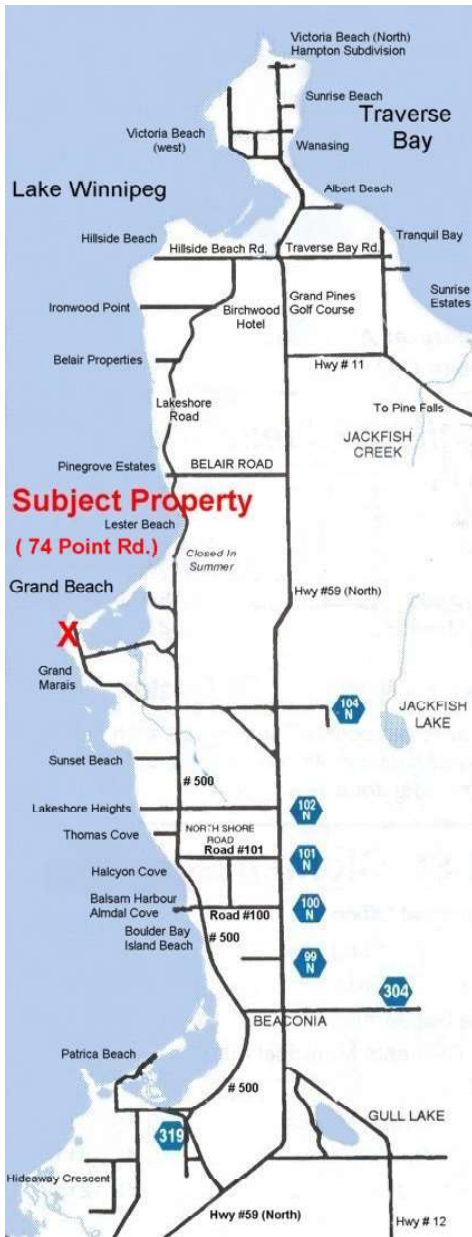 Victoria Beach (North)
Hampton Subdivision
Sunrise Beach
Traverse
Bay
Victoria Beach
(west)
Wanasing
Lake Winnipeg
Albert Beach
Hillside Beach
Hillside Beach Rd.
Traverse Bay Rd.
Tranquil Bay
Sunrise
Estates
Ironwood Point
Birchwood
Hotel
Grand Pines
Golf Course
Belair Properties
Hwy # 11
Lakeshore
Road
To Pine Falls
JACKFISH
CREEK
Pinegrove Estates
BELAIR ROAD
Subject Property
Lester Beach
( 74 Point Rd.)
Closed In
Summer
Grand Beach
Hwy #59 (North)
X
Grand
Marais
104
N
JACKFISH
LAKE
Sunset Beach
# 500
Lakeshore Heights
102
N
Thomas Cove
NORTH SHORE
ROAD
Road #101
101
N
Halcyon Cove
Balsam Harbour
Almdal Cove
Road #100
100
N
Boulder Bay
Island Beach
# 500
99
N
304
BEACONIA
Patrica Beach
# 500
GULL LAKE
319
Hideaway Crescent
Hwy #59 (North)
Hwy # 12